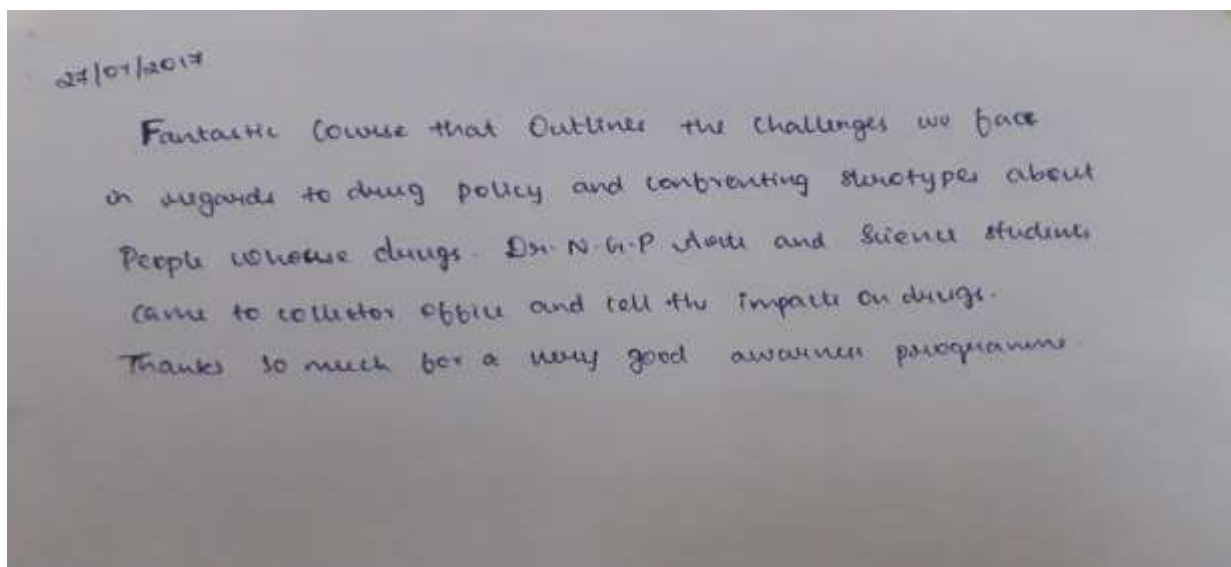 27/07/2017
Fantastic Course that Outlines the Challenges we face
in regards to drug policy and confronting sterotypes about
People whouse drugs. Dr. N.G.P Arts and Science students
came to collector office and tell the impacts on drugs.
Thanks so much for a very good awarness programme.